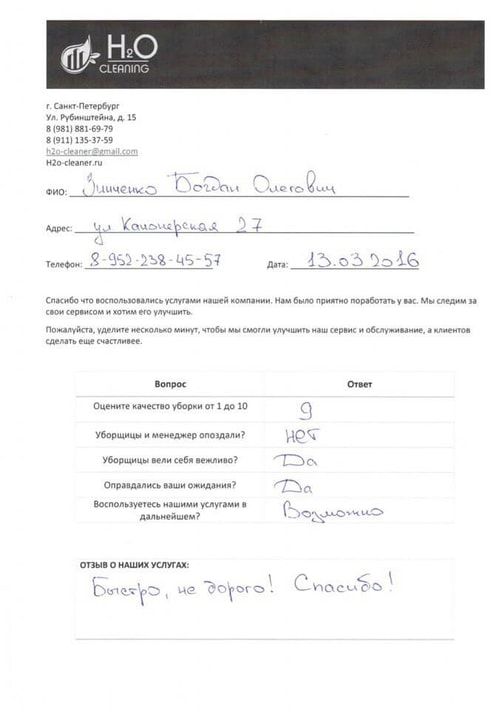 H2O
CLEANING
г. Санкт-Петербург
Ул. Рубинштейна, д. 15
8 (981) 881-69-79
8 (911) 135-37-59
h2o-cleaner@gmail.com
H2o-cleaner.ru
ФИО: Зинченко Богдан Олегович
Адрес: ул Канонерская 27
Телефон: 8-952-238-45-57 Дата: 13.03 2016
Спасибо что воспользовались услугами нашей компании. Нам было приятно поработать у вас. Мы следим за
свои сервисом и хотим его улучшить.
Пожалуйста, уделите несколько минут, чтобы мы смогли улучшить наш сервис и обслуживание, а клиентов
сделать еще счастливее.
Вопрос Ответ
Оцените качество уборки от 1 до 10 9
Уборщицы и менеджер опоздали? НЕТ
Уборщицы вели себя вежливо? Да
Оправдались ваши ожидания? Да
Воспользуетесь нашими услугами в
дальнейшем? Возможно
ОТЗЫВ О НАШИХ УСЛУГАХ:
Быстро, не дорого! Спасибо!